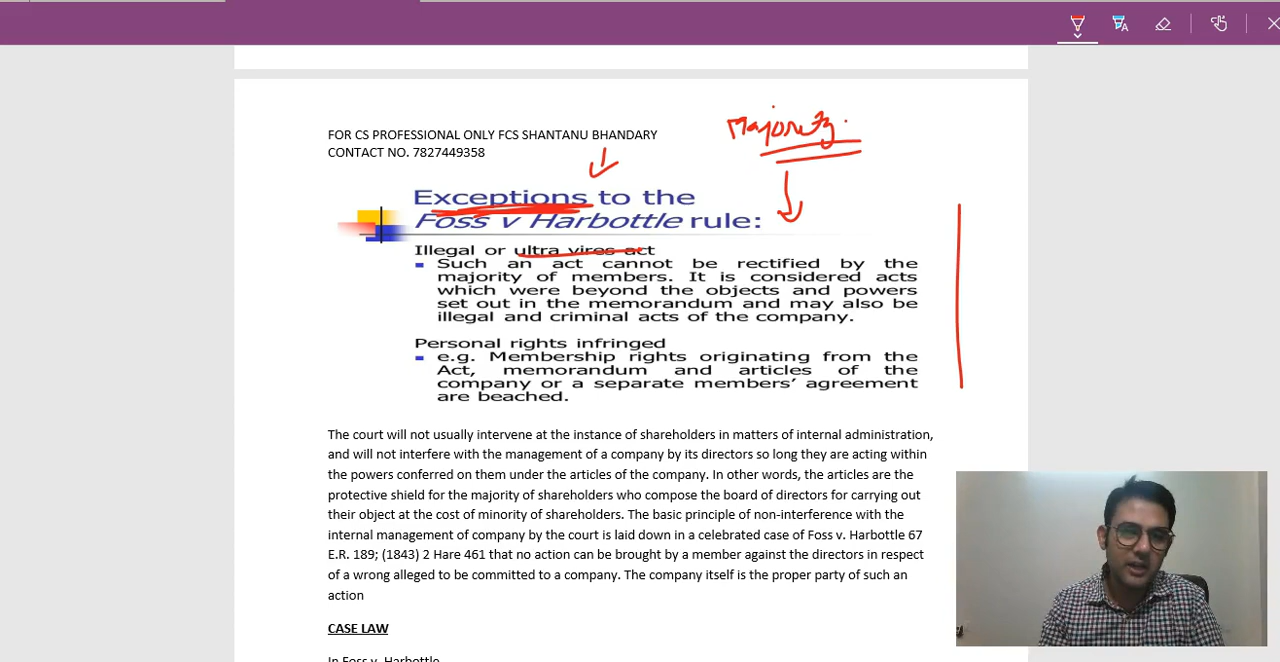 FOR CS PROFESSIONAL ONLY FCS SHANTANU BHANDARY
CONTACT NO. 7827449358
Majority.
Exceptions to the
Foss v Harbottle rule:
Illegal or ultra vires act
Such an act cannot be rectified by the
majority of members. It is considered acts
which were beyond the objects and powers
set out in the memorandum and may also be
illegal and criminal acts of the company.
Personal rights infringed
e.g. Membership rights originating from the
Act, memorandum and articles of the
company or a separate members' agreement
are beached.
The court will not usually intervene at the instance of shareholders in matters of internal administration,
and will not interfere with the management of a company by its directors so long they are acting within
the powers conferred on them under the articles of the company. In other words, the articles are the
protective shield for the majority of shareholders who compose the board of directors for carrying out
their object at the cost of minority of shareholders. The basic principle of non-interference with the
internal management of company by the court is laid down in a celebrated case of Foss v. Harbottle 67
E.R. 189; (1843) 2 Hare 461 that no action can be brought by a member against the directors in respect
of a wrong alleged to be committed to a company. The company itself is the proper party of such an
action
CASE LAW
In Foss v. Harbottle